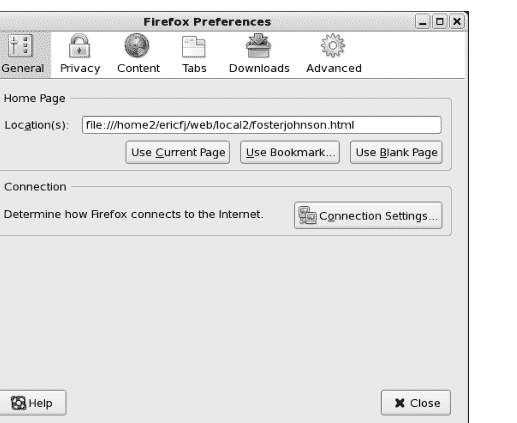 Firefox Preferences
General Privacy Content Tabs Downloads Advanced
Home Page
Location(s): file:///home2/ericfj/web/local2/fosterjohnson.html
Use Current Page Use Bookmark... Use Blank Page
Connection
Determine how Firefox connects to the Internet. Connection Settings...
Help Close